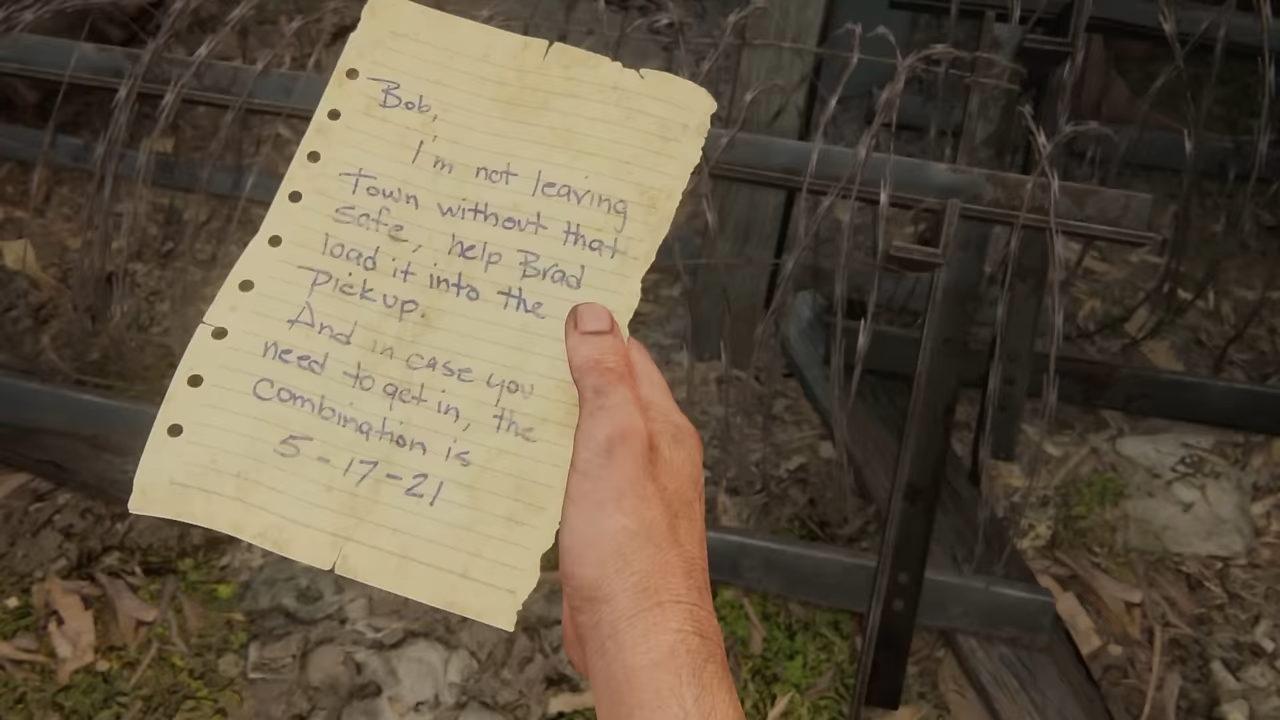 Bob,
I'm not leaving
Town without that
safe, help Brad
load it into the
Pickup.
And in case you
need to get in, the
Combination is
5-17-21